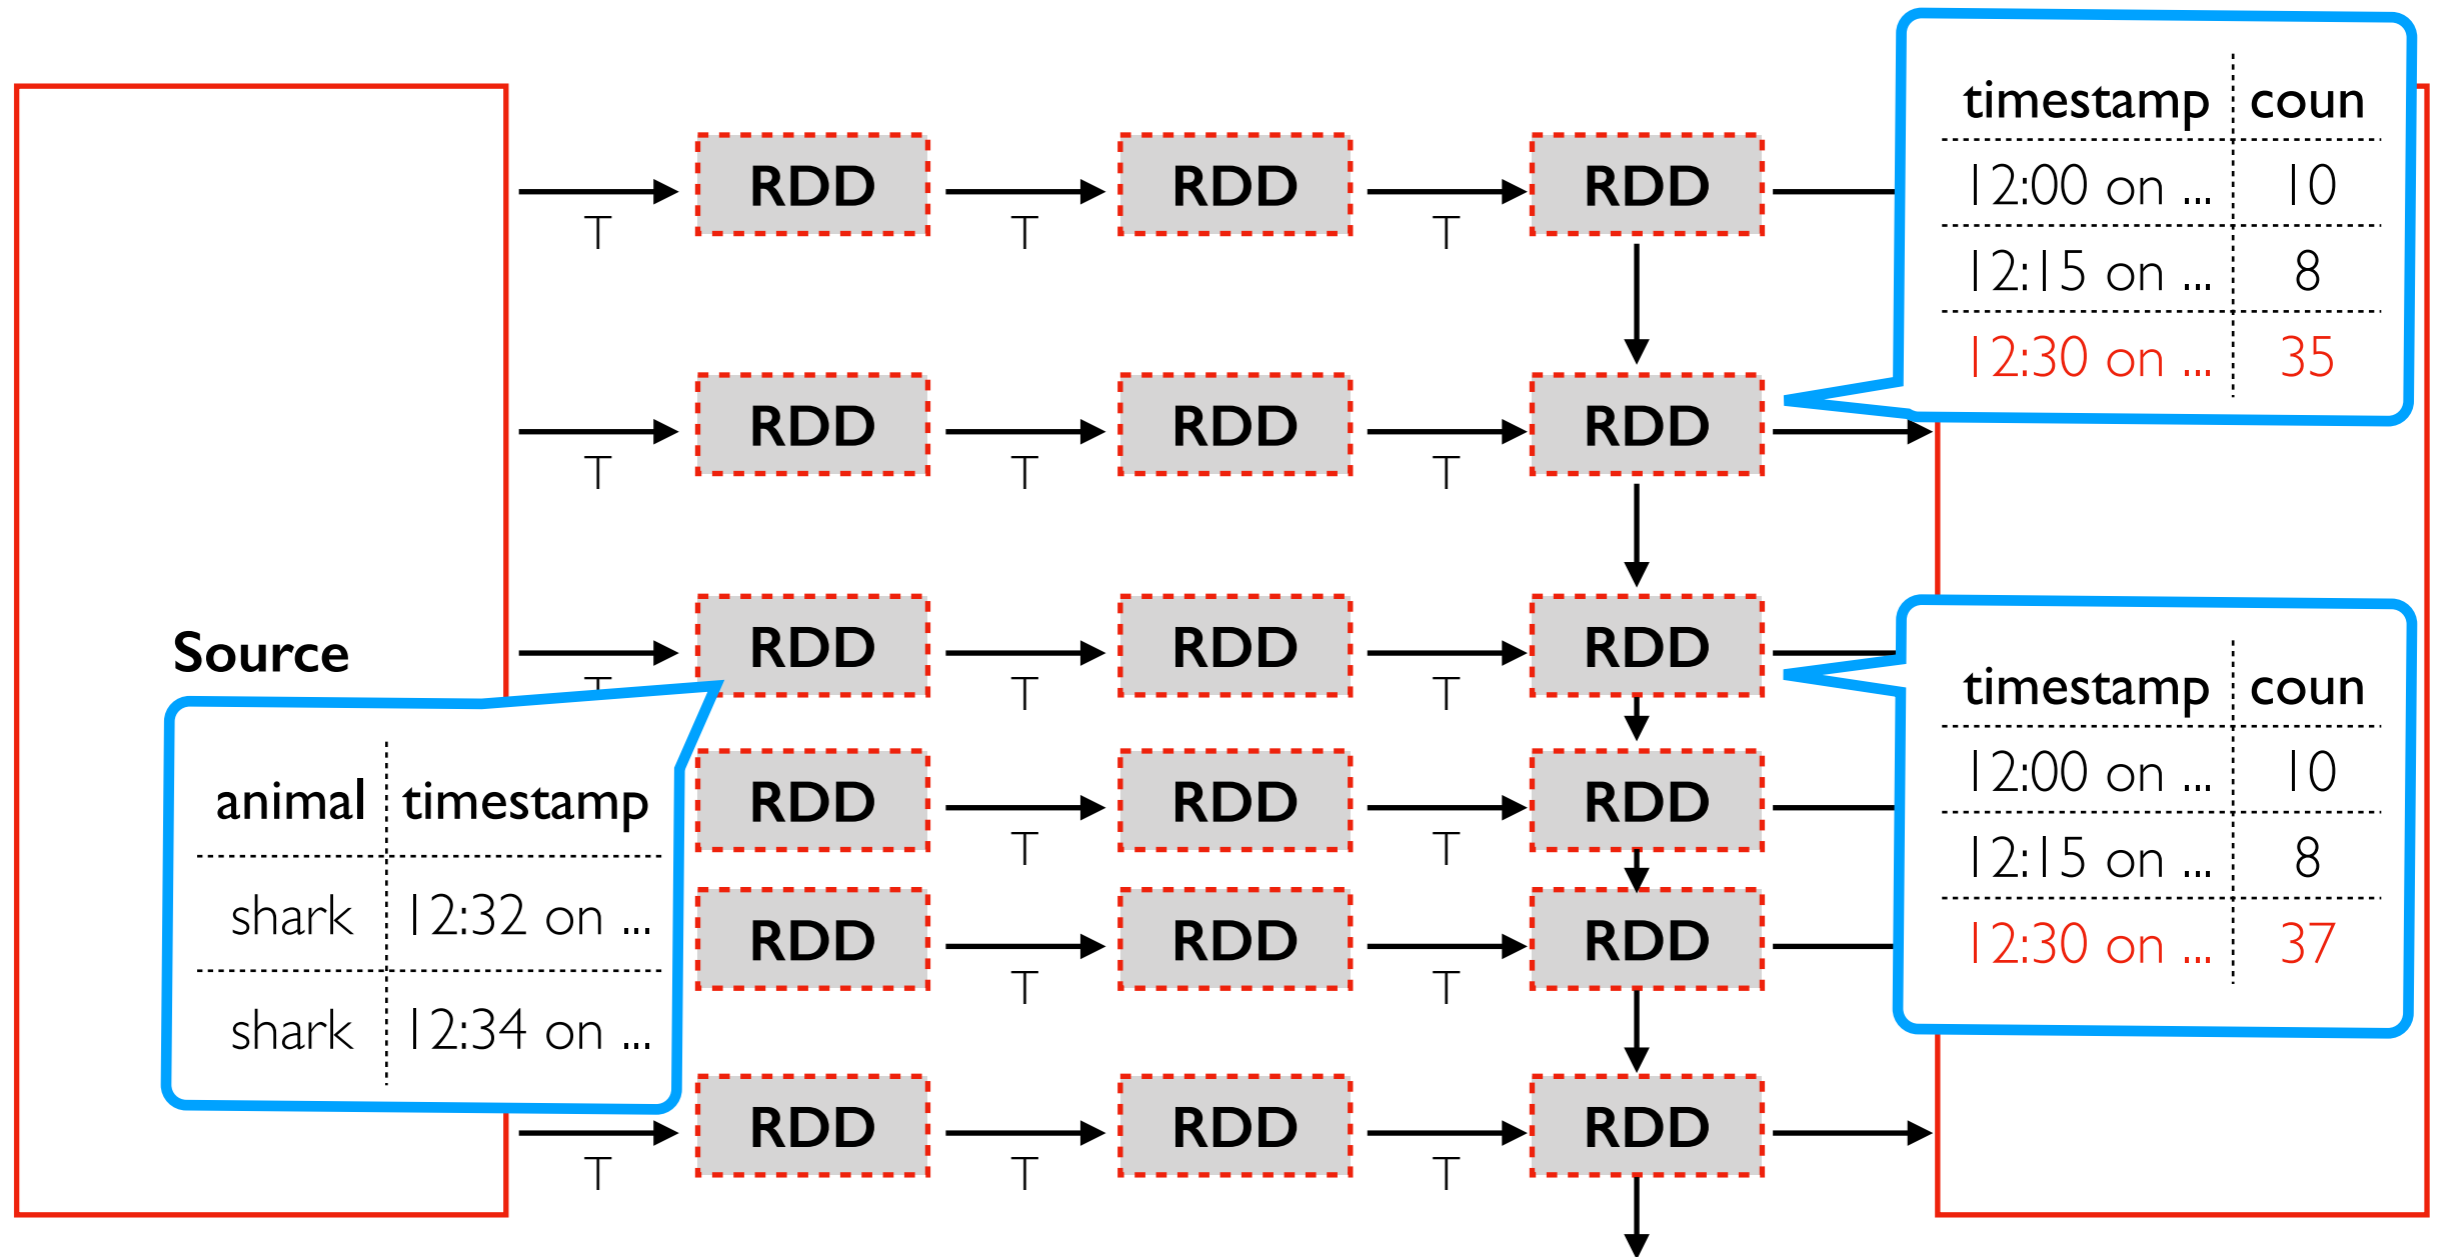 timestamp coun
12:00 on ... 10
12:15 on ... 8
12:30 on ... 35
RDD RDD RDD
T T T
RDD RDD RDD
T T T
Source
RDD RDD RDD
T T T
timestamp coun
12:00 on ... 10
12:15 on ... 8
12:30 on ... 37
animal timestamp
shark 12:32 on ...
shark 12:34 on ...
RDD RDD RDD
T T
RDD RDD RDD
T T
RDD RDD RDD
T T T